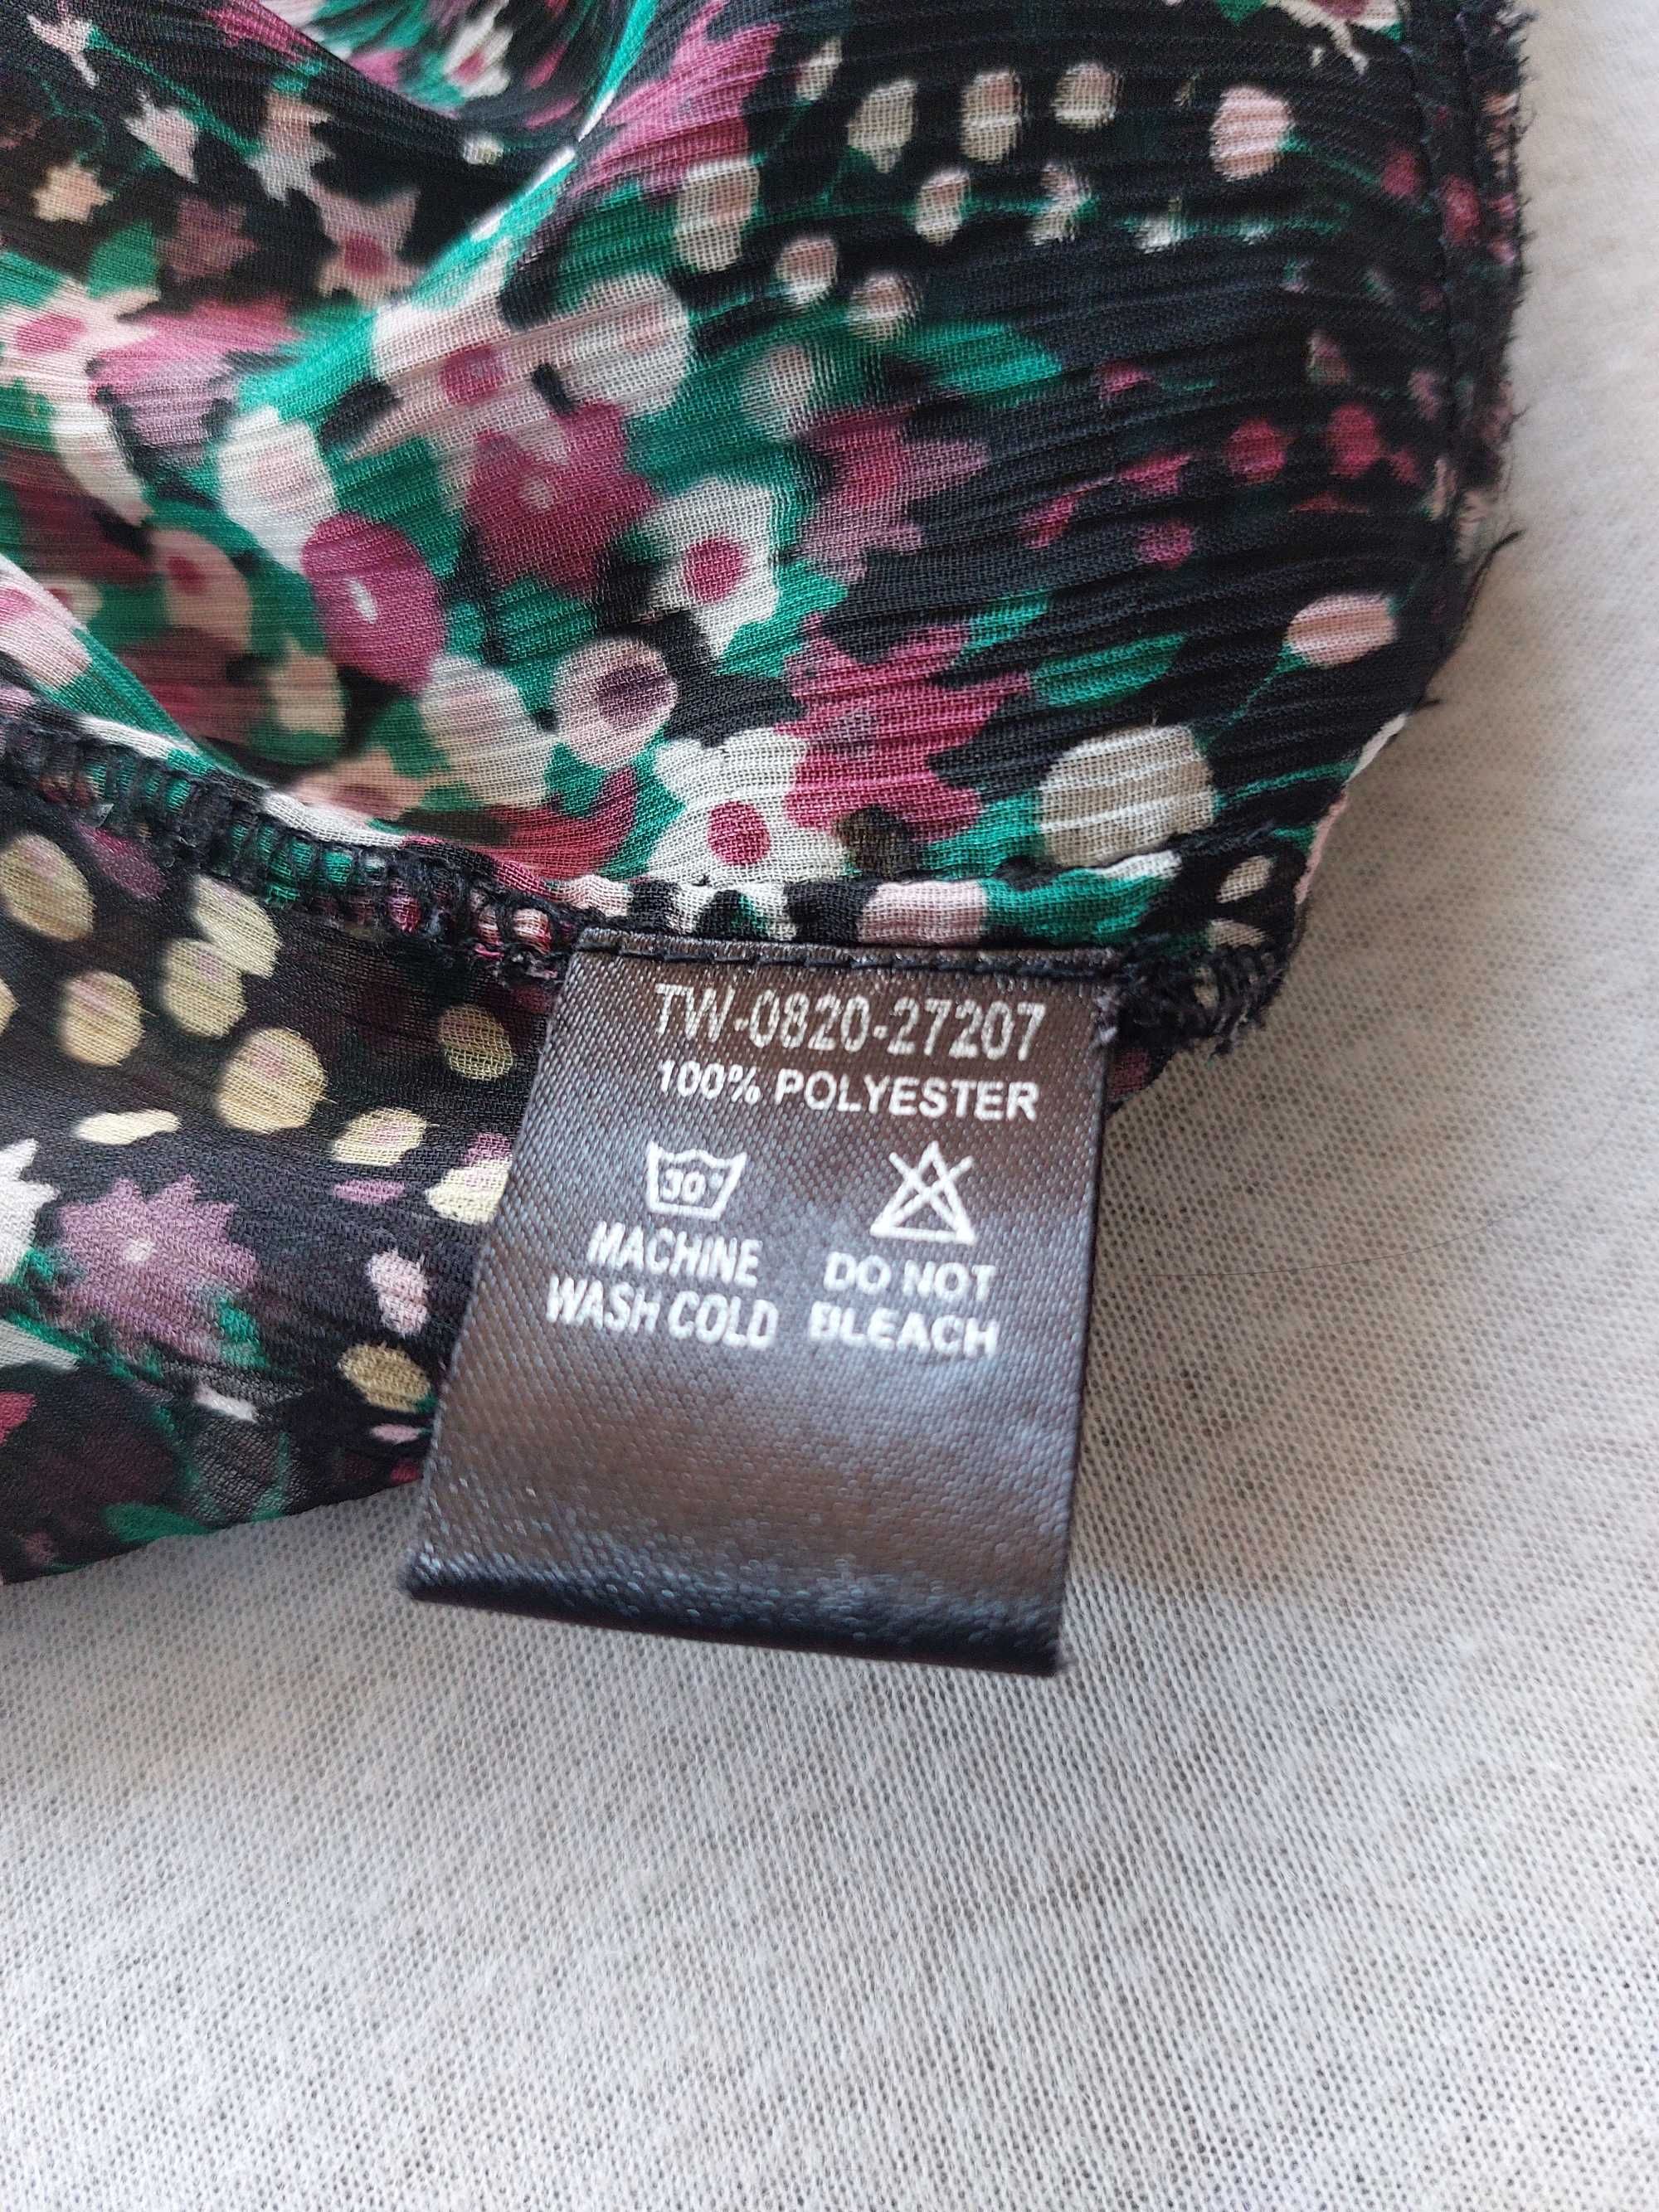 TW-0820-27207
100% POLYESTER
30°
MACHINE
WASH COLD
DO NOT
BLEACH